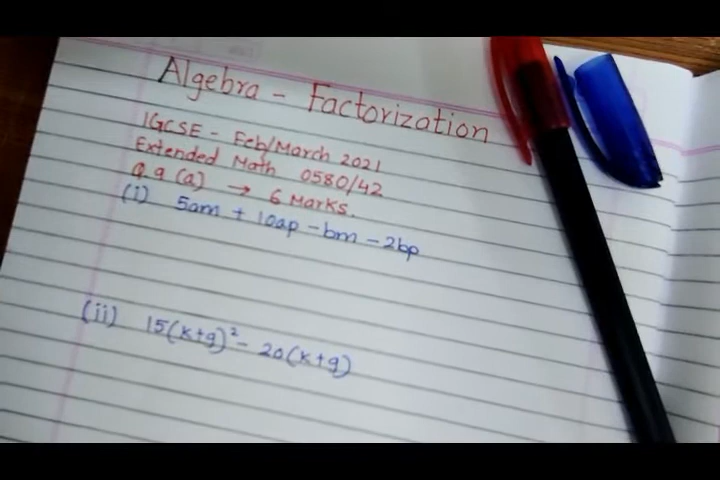 Algebra - Factorization
IGCSE - Feb/March 2021
Extended Math 0580/42
Q.9 (a) → 6 Marks.
(i) 5am + 10ap - bm - 2bp
(ii) 15(k+g)² - 20(k+g)